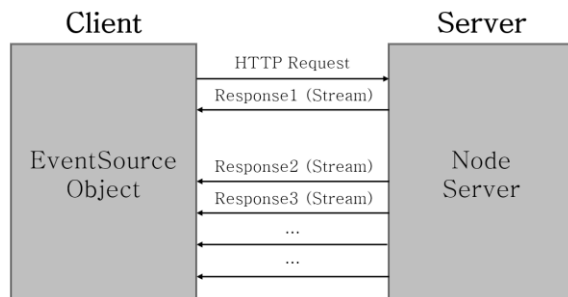 Client
Server
HTTP Request
Response1 (Stream)
EventSource
Object
Response2 (Stream)
Node
Server
Response3 (Stream)
...
...